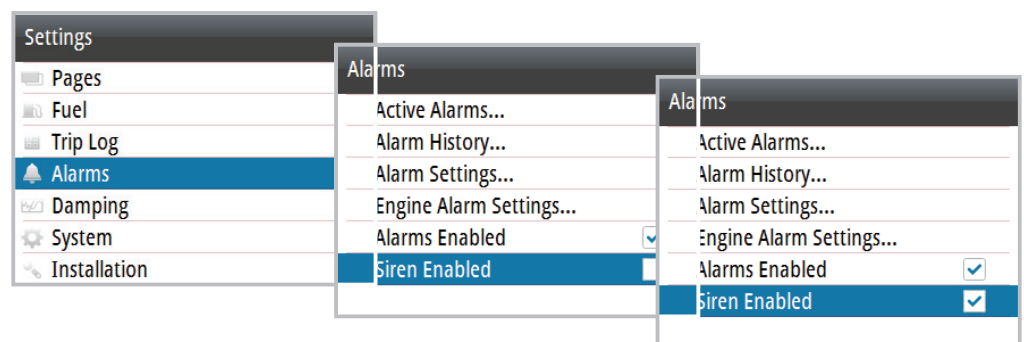 Settings
Pages
Fuel
Trip Log
Alarms
Damping
System
Installation
Alarms
Active Alarms...
Alarm History...
Alarm Settings...
Engine Alarm Settings...
Alarms Enabled
Siren Enabled
Alarms
Active Alarms...
Alarm History...
Alarm Settings...
Engine Alarm Settings...
Alarms Enabled
Siren Enabled